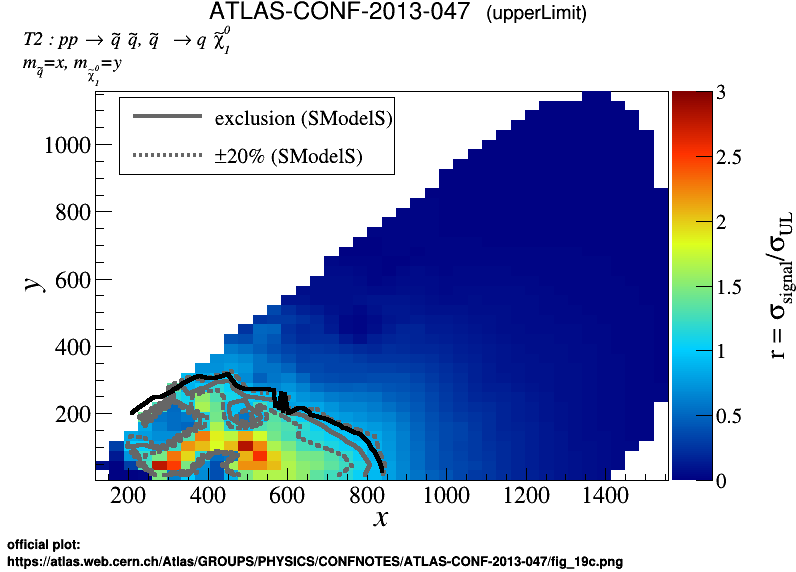 ATLAS-CONF-2013-047 (upperLimit)
T2 : pp → q̃ q̃, q̃ → q χ̃₁⁰
m_q̃=x, m_χ̃₁⁰=y
exclusion (SModelS)
±20% (SModelS)
1000
800
600
400
200
y
200 400 600 800 1000 1200 1400
x
3
2.5
2
1.5
1
0.5
0
r = σ_signal/σ_UL
official plot:
https://atlas.web.cern.ch/Atlas/GROUPS/PHYSICS/CONFNOTES/ATLAS-CONF-2013-047/fig_19c.png